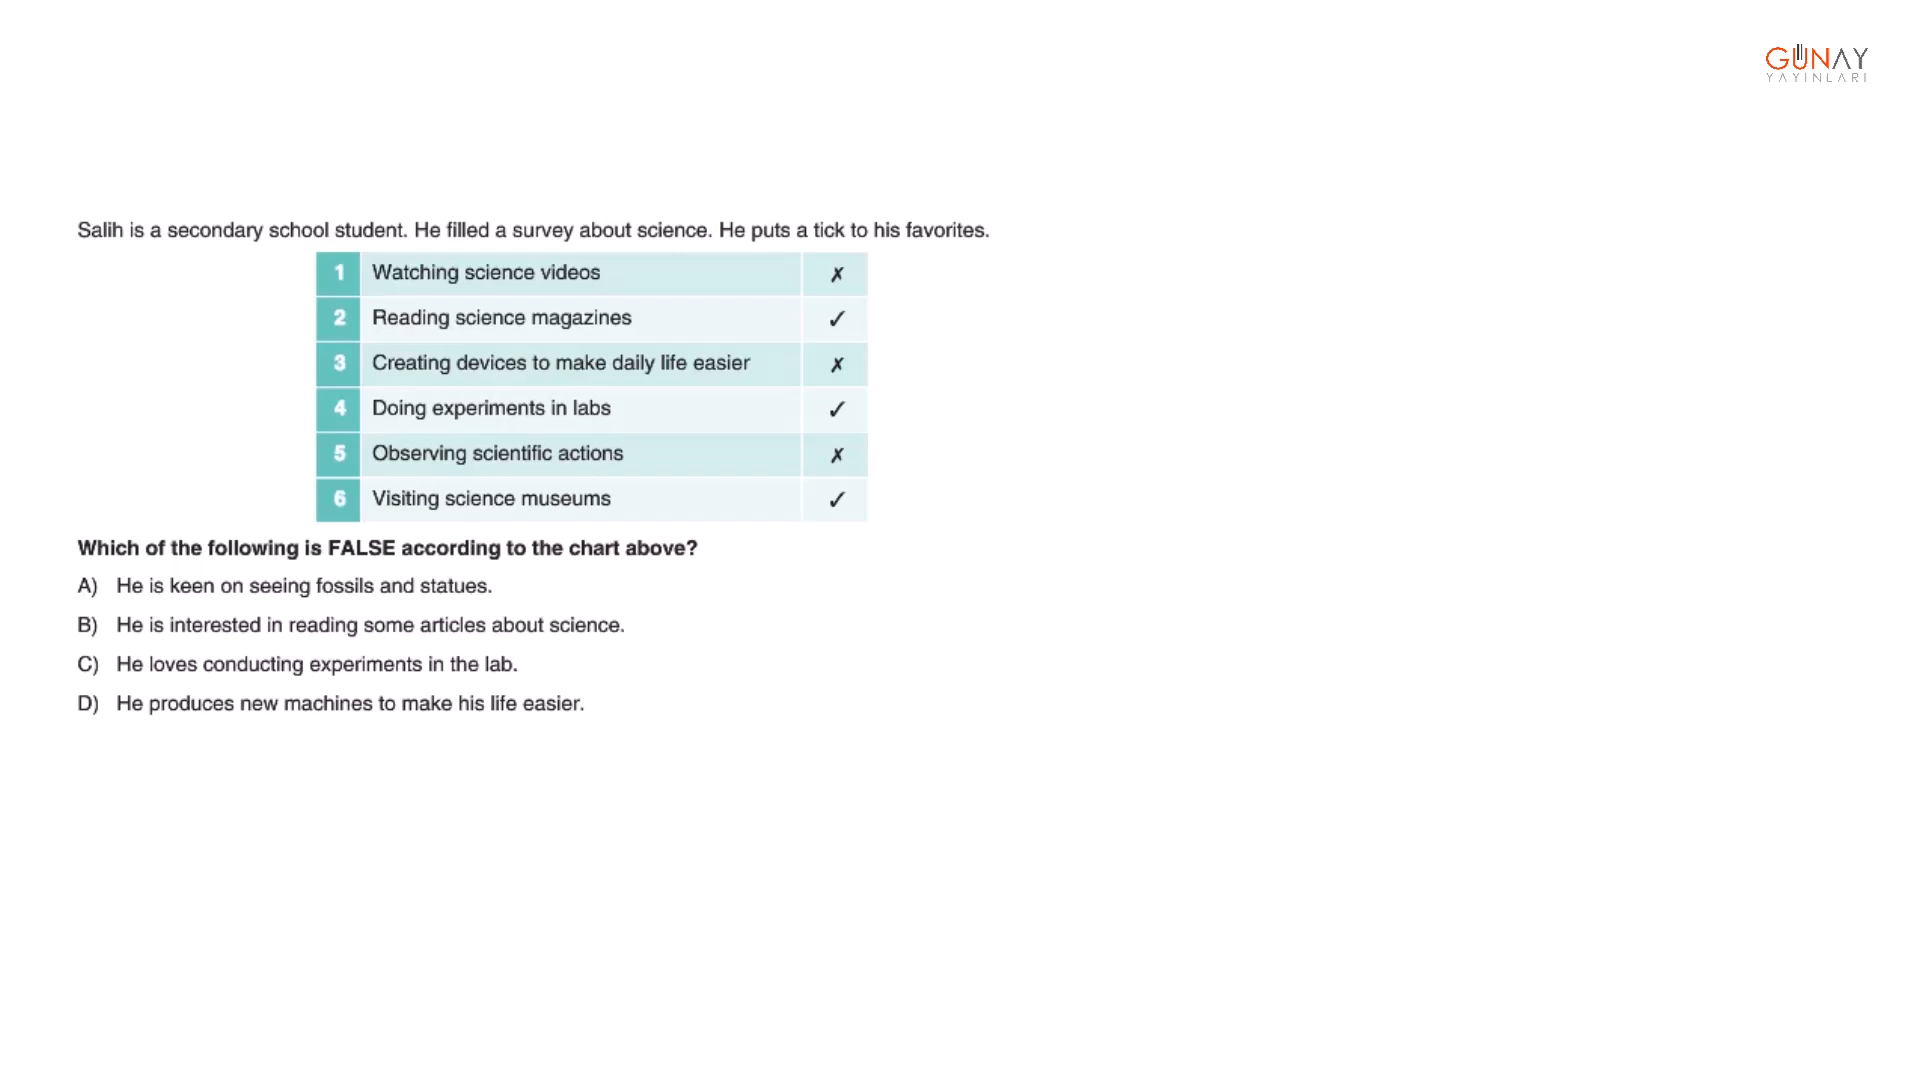 GÜNAY
YAYINLARI
Salih is a secondary school student. He filled a survey about science. He puts a tick to his favorites.
1 Watching science videos ✗
2 Reading science magazines ✓
3 Creating devices to make daily life easier ✗
4 Doing experiments in labs ✓
5 Observing scientific actions ✗
6 Visiting science museums ✓
Which of the following is FALSE according to the chart above?
A) He is keen on seeing fossils and statues.
B) He is interested in reading some articles about science.
C) He loves conducting experiments in the lab.
D) He produces new machines to make his life easier.